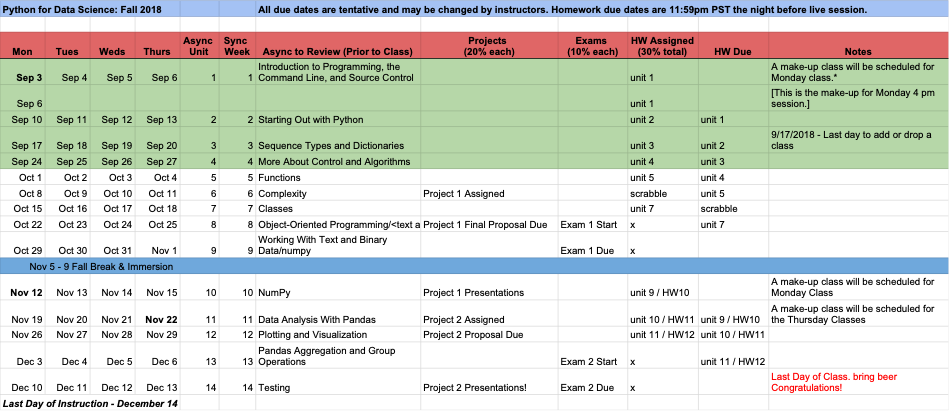 Python for Data Science: Fall 2018 All due dates are tentative and may be changed by instructors. Homework due dates are 11:59pm PST the night before live session.
Mon Tues Weds Thurs Async Unit Sync Week Async to Review (Prior to Class) Projects (20% each) Exams (10% each) HW Assigned (30% total) HW Due Notes
Sep 3 Sep 4 Sep 5 Sep 6 1 1 Introduction to Programming, the Command Line, and Source Control unit 1 A make-up class will be scheduled for Monday class.*
Sep 6 unit 1 [This is the make-up for Monday 4 pm session.]
Sep 10 Sep 11 Sep 12 Sep 13 2 2 Starting Out with Python unit 2 unit 1
Sep 17 Sep 18 Sep 19 Sep 20 3 3 Sequence Types and Dictionaries unit 3 unit 2 9/17/2018 - Last day to add or drop a class
Sep 24 Sep 25 Sep 26 Sep 27 4 4 More About Control and Algorithms unit 4 unit 3
Oct 1 Oct 2 Oct 3 Oct 4 5 5 Functions unit 5 unit 4
Oct 8 Oct 9 Oct 10 Oct 11 6 6 Complexity Project 1 Assigned scrabble unit 5
Oct 15 Oct 16 Oct 17 Oct 18 7 7 Classes unit 7 scrabble
Oct 22 Oct 23 Oct 24 Oct 25 8 8 Object-Oriented Programming/<text a Project 1 Final Proposal Due Exam 1 Start x unit 7
Oct 29 Oct 30 Oct 31 Nov 1 9 9 Working With Text and Binary Data/numpy Exam 1 Due x
Nov 5 - 9 Fall Break & Immersion
Nov 12 Nov 13 Nov 14 Nov 15 10 10 NumPy Project 1 Presentations unit 9 / HW10 A make-up class will be scheduled for Monday Class
Nov 19 Nov 20 Nov 21 Nov 22 11 11 Data Analysis With Pandas Project 2 Assigned unit 10 / HW11 unit 9 / HW10 A make-up class will be scheduled for the Thursday Classes
Nov 26 Nov 27 Nov 28 Nov 29 12 12 Plotting and Visualization Project 2 Proposal Due unit 11 / HW12 unit 10 / HW11
Dec 3 Dec 4 Dec 5 Dec 6 13 13 Pandas Aggregation and Group Operations Exam 2 Start x unit 11 / HW12
Dec 10 Dec 11 Dec 12 Dec 13 14 14 Testing Project 2 Presentations! Exam 2 Due x Last Day of Class. bring beer Congratulations!
Last Day of Instruction - December 14